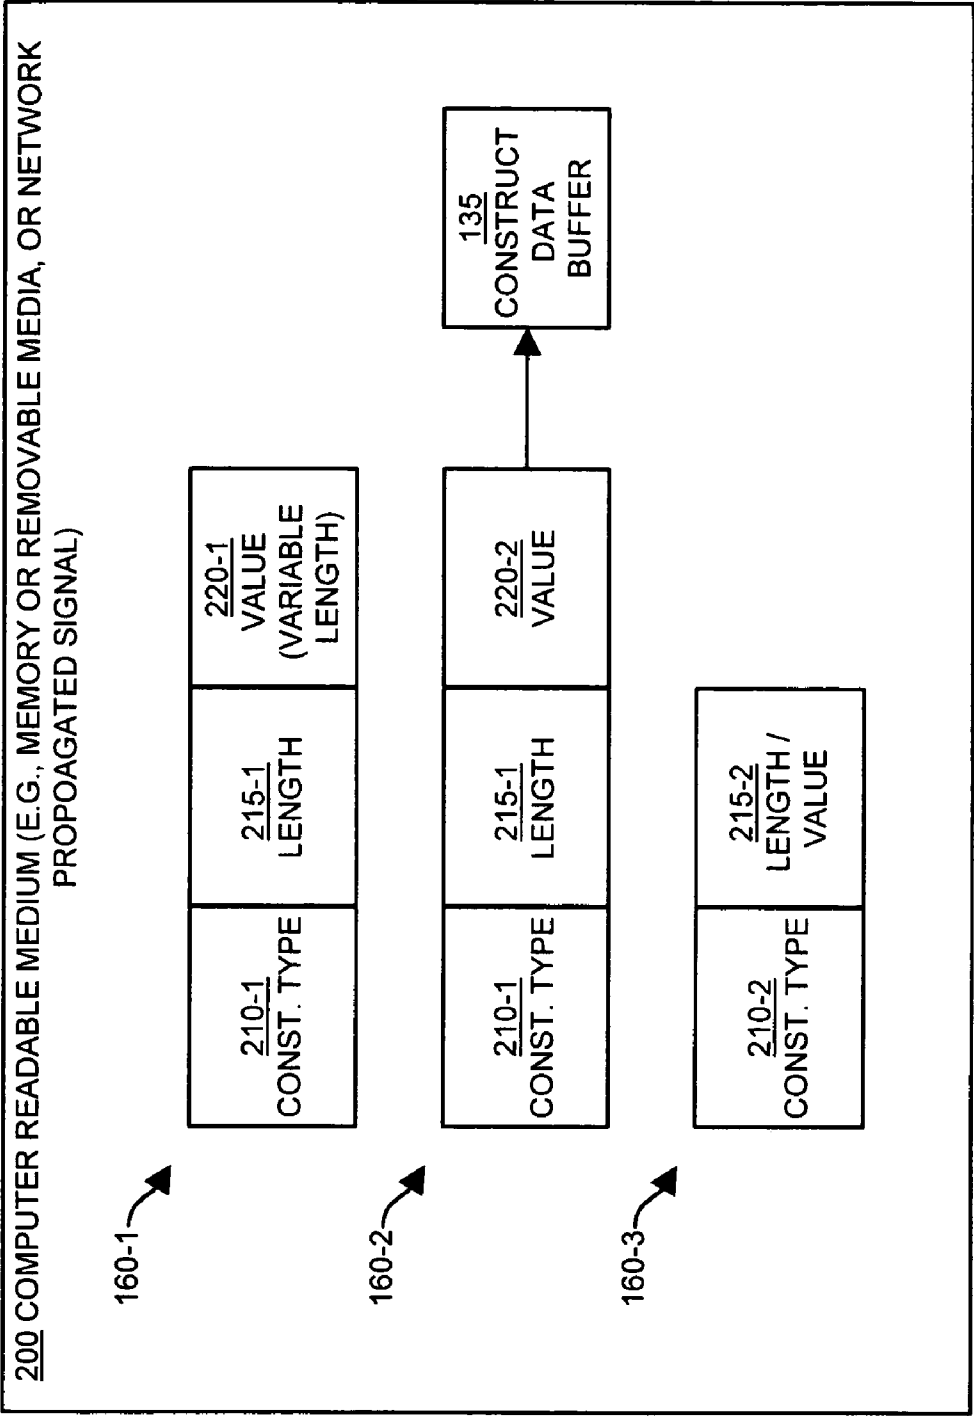 200 COMPUTER READABLE MEDIUM (E.G., MEMORY OR REMOVABLE MEDIA, OR NETWORK
PROPOAGATED SIGNAL)
160-1
210-1
CONST. TYPE
215-1
LENGTH
220-1
VALUE
(VARIABLE
LENGTH)
160-2
210-1
CONST. TYPE
215-1
LENGTH
220-2
VALUE
135
CONSTRUCT
DATA
BUFFER
160-3
210-2
CONST. TYPE
215-2
LENGTH /
VALUE